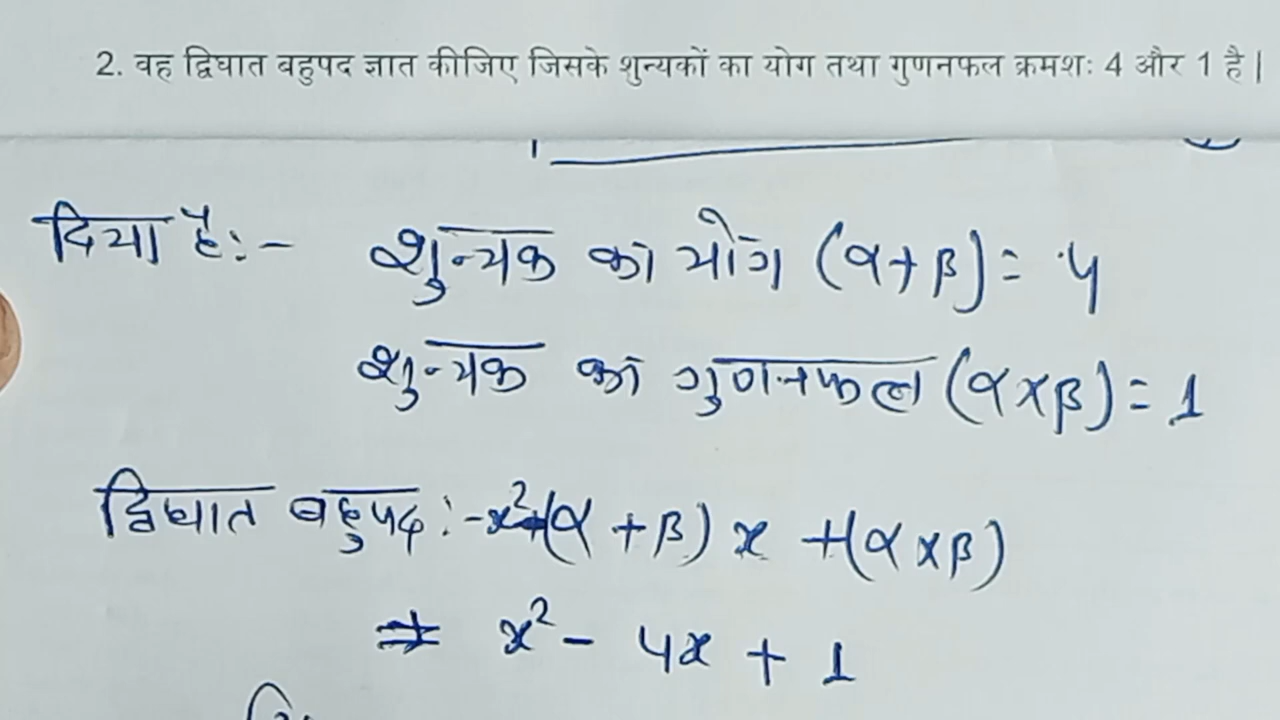 2. वह द्विघात बहुपद ज्ञात कीजिए जिसके शुन्यकों का योग तथा गुणनफल क्रमशः 4 और 1 है |
दिया है:- शुन्यक का योग (α+β)= 4
शुन्यक का गुणनफल (α×β)= 1
द्विघात बहुपद :- x²-(α+β) x +(α×β)
⇒ x² - 4x + 1